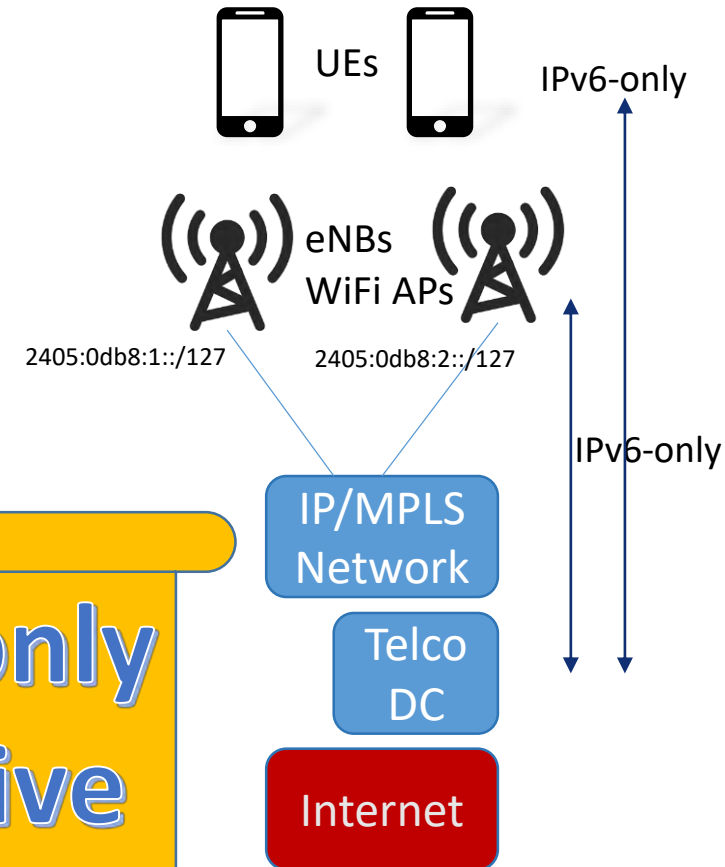 UEs
IPv6-only
eNBs
WiFi APs
2405:0db8:1::/127
2405:0db8:2::/127
IPv6-only
IP/MPLS
Network
Telco
DC
Internet